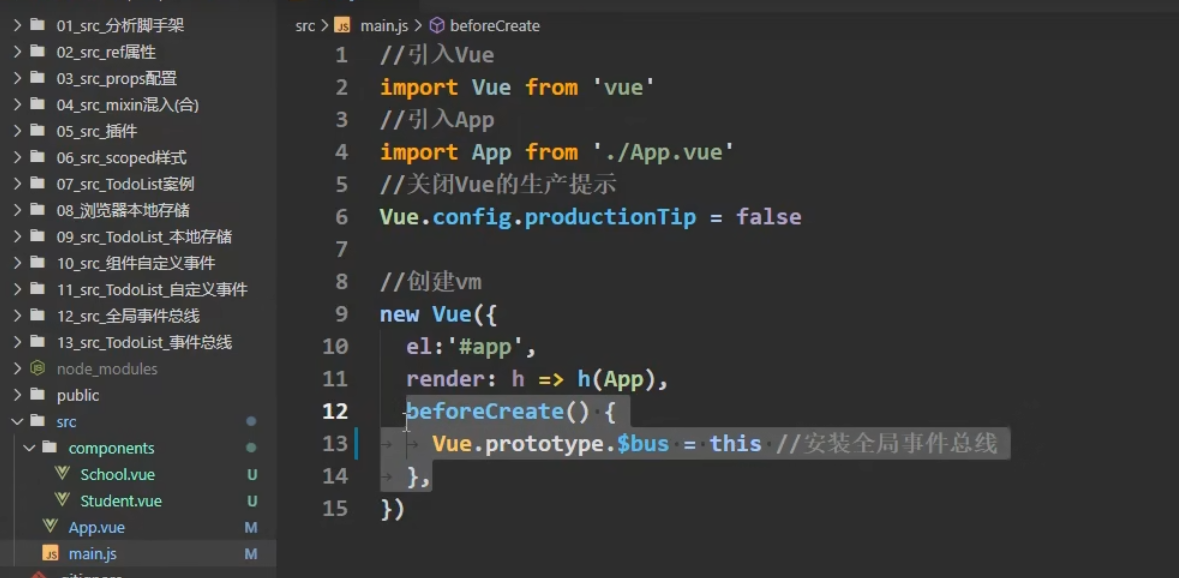 01_src_分析脚手架
02_src_ref属性
03_src_props配置
04_src_mixin混入(合)
05_src_插件
06_src_scoped样式
07_src_TodoList案例
08_浏览器本地存储
09_src_TodoList_本地存储
10_src_组件自定义事件
11_src_TodoList_自定义事件
12_src_全局事件总线
13_src_TodoList_事件总线
node_modules
public
src
components
School.vue U
Student.vue U
App.vue M
JS main.js M
src > JS main.js > beforeCreate
1 //引入Vue
2 import Vue from 'vue'
3 //引入App
4 import App from './App.vue'
5 //关闭Vue的生产提示
6 Vue.config.productionTip = false
7
8 //创建vm
9 new Vue({
10 el:'#app',
11 render: h => h(App),
12 beforeCreate() {
13 Vue.prototype.$bus = this //安装全局事件总线
14 },
15 })